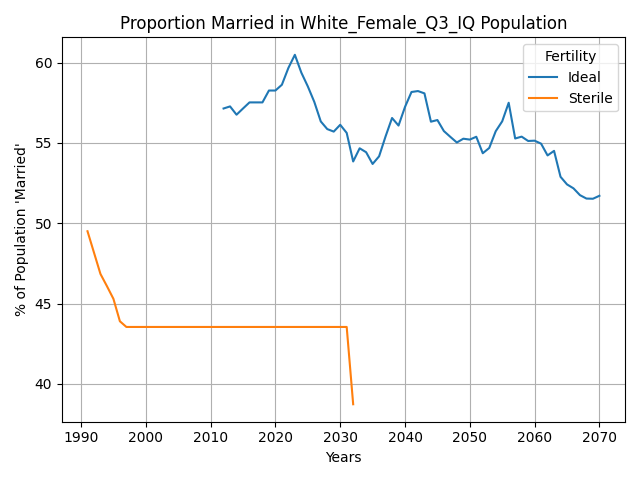 Proportion Married in White_Female_Q3_IQ Population
% of Population 'Married'
60
55
50
45
40
Fertility
Ideal
Sterile
1990 2000 2010 2020 2030 2040 2050 2060 2070
Years